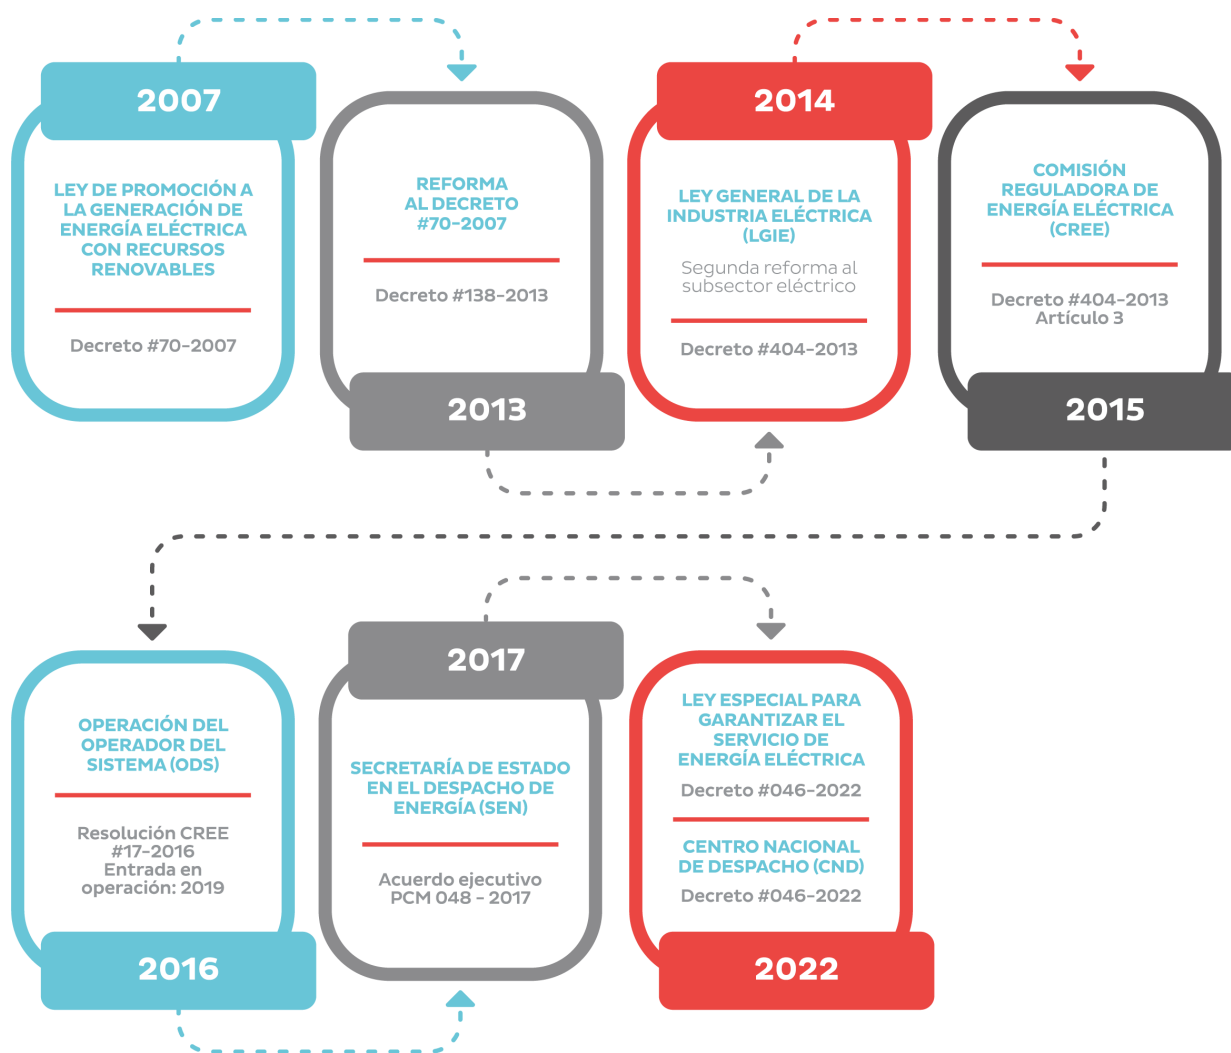 2007
LEY DE PROMOCIÓN A
LA GENERACIÓN DE
ENERGÍA ELÉCTRICA
CON RECURSOS
RENOVABLES
Decreto #70-2007
REFORMA
AL DECRETO
#70-2007
Decreto #138-2013
2013
2014
LEY GENERAL DE LA
INDUSTRIA ELÉCTRICA
(LGIE)
Segunda reforma al
subsector eléctrico
Decreto #404-2013
COMISIÓN
REGULADORA DE
ENERGÍA ELÉCTRICA
(CREE)
Decreto #404-2013
Artículo 3
2015
OPERACIÓN DEL
OPERADOR DEL
SISTEMA (ODS)
Resolución CREE
#17-2016
Entrada en
operación: 2019
2016
2017
SECRETARÍA DE ESTADO
EN EL DESPACHO DE
ENERGÍA (SEN)
Acuerdo ejecutivo
PCM 048 - 2017
LEY ESPECIAL PARA
GARANTIZAR EL
SERVICIO DE
ENERGÍA ELÉCTRICA
Decreto #046-2022
CENTRO NACIONAL
DE DESPACHO (CND)
Decreto #046-2022
2022